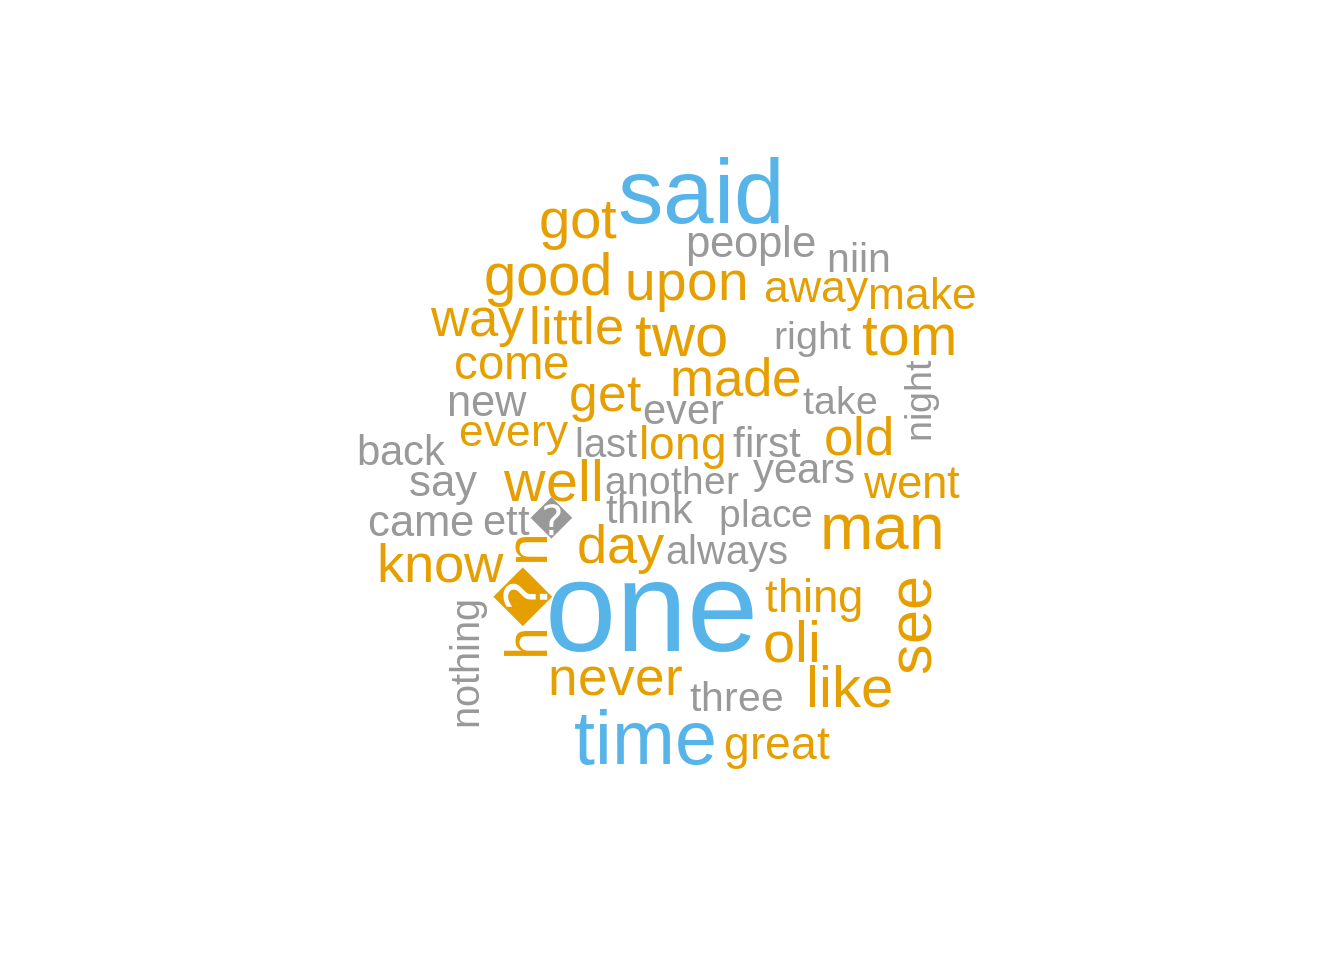 said
got
people
niin
good
upon
away
make
way
little
two
right
tom
come
made
night
get
new
ever
take
every
last
long
first
old
back
say
well
another
years
went
came
ett�
think
place
man
know
h�n
day
always
one
thing
see
nothing
oli
never
three
like
time
great